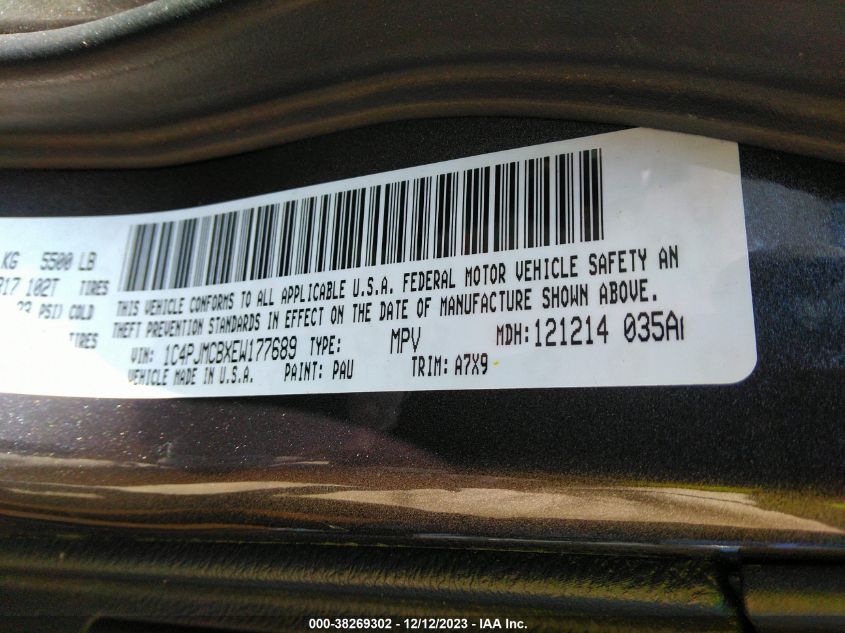 KG 5500 LB
R17 102T TIRES
PSI) COLD
TIRES
THIS VEHICLE CONFORMS TO ALL APPLICABLE U.S.A. FEDERAL MOTOR VEHICLE SAFETY AN
THEFT PREVENTION STANDARDS IN EFFECT ON THE DATE OF MANUFACTURE SHOWN ABOVE.
VIN: 1C4PJMCBXEW177689 TYPE: MPV MDH: 121214 035A
VEHICLE MADE IN U.S.A. PAINT: PAU TRIM: A7X9
000-38269302 - 12/12/2023 - IAA Inc.